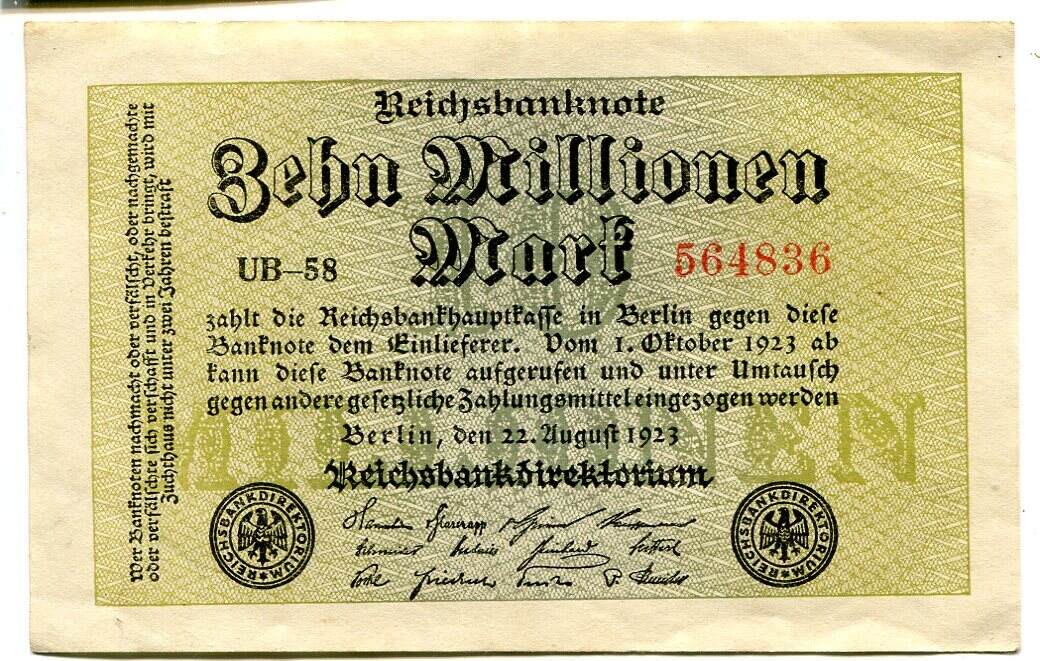 Reichsbanknote
Zehn Millionen
Mark
UB-58
564836
zahlt die Reichsbankhauptkasse in Berlin gegen diese
Banknote dem Einlieferer. Vom 1. Oktober 1923 ab
kann diese Banknote aufgerufen und unter Umtausch
gegen andere gesetzliche Zahlungsmittel eingezogen werden
Berlin, den 22. August 1923
Reichsbankdirektorium
REICHSBANKDIREKTORIUM
REICHSBANKDIREKTORIUM
Wer Banknoten nachmacht oder verfälscht, oder nachgemachte
oder verfälschte sich verschafft und in Verkehr bringt, wird mit
Zuchthaus nicht unter zwei Jahren bestraft
10
MILLIONEN